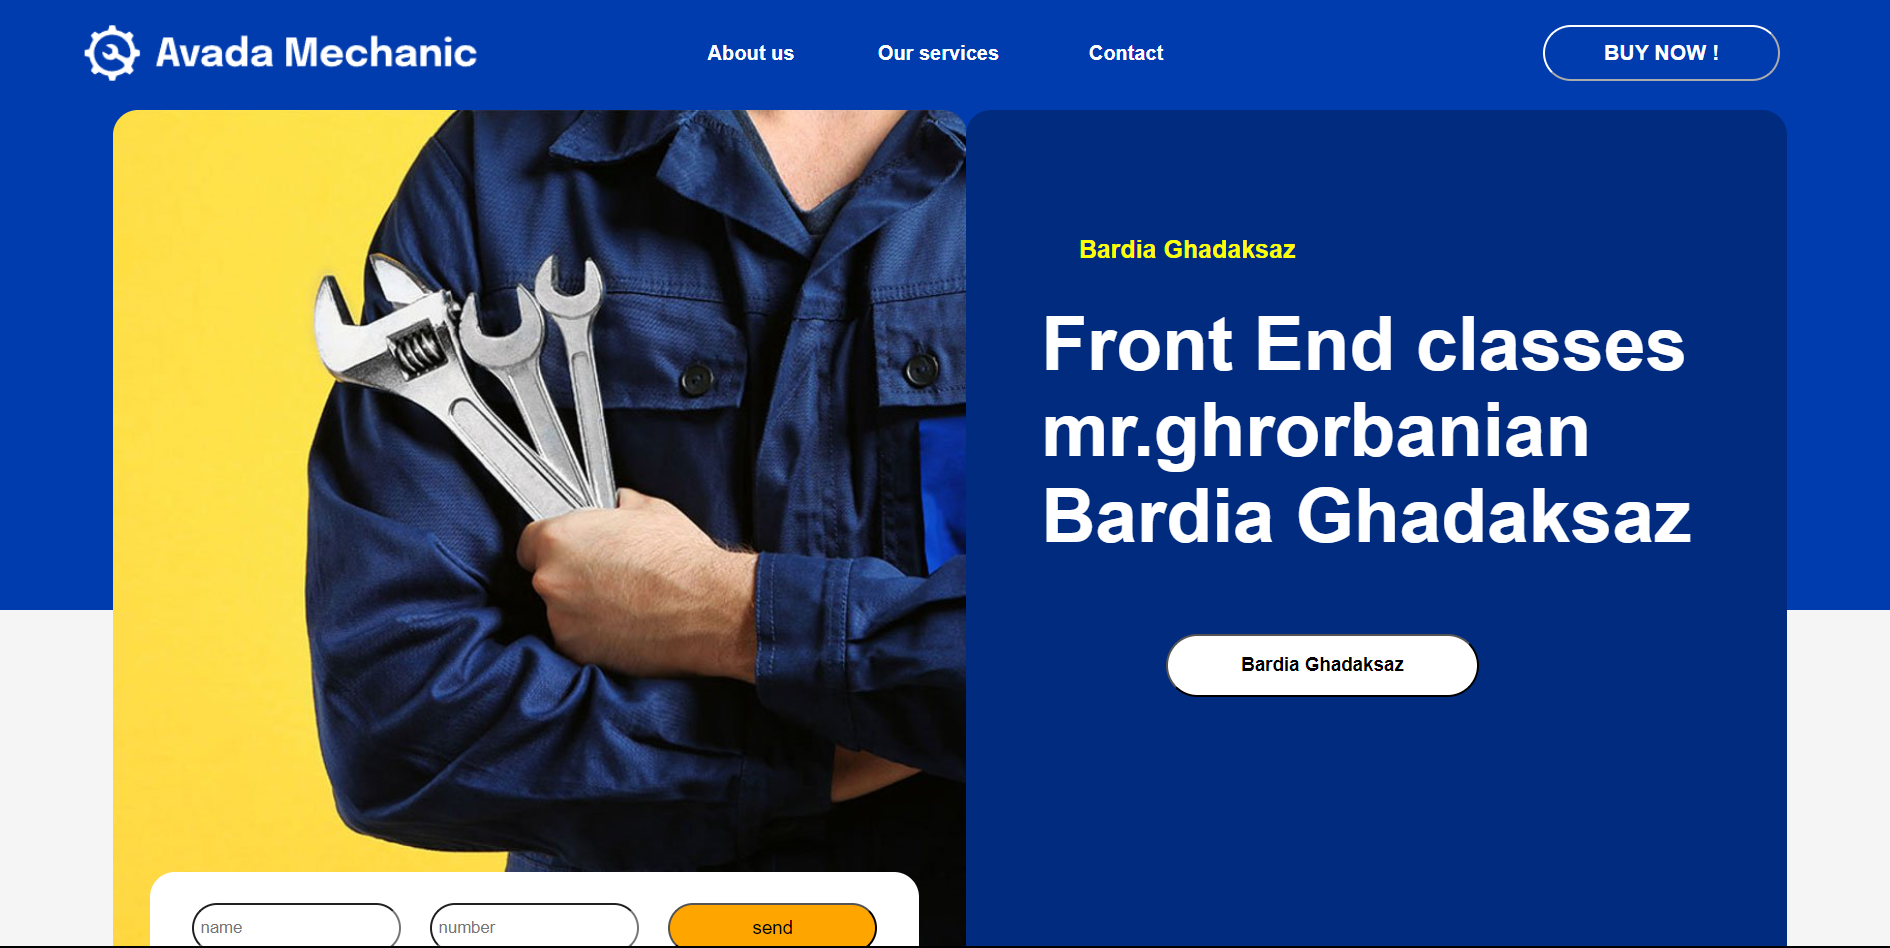 Avada Mechanic
About us
Our services
Contact
BUY NOW !
Bardia Ghadaksaz
Front End classes
mr.ghrorbanian
Bardia Ghadaksaz
Bardia Ghadaksaz
name
number
send